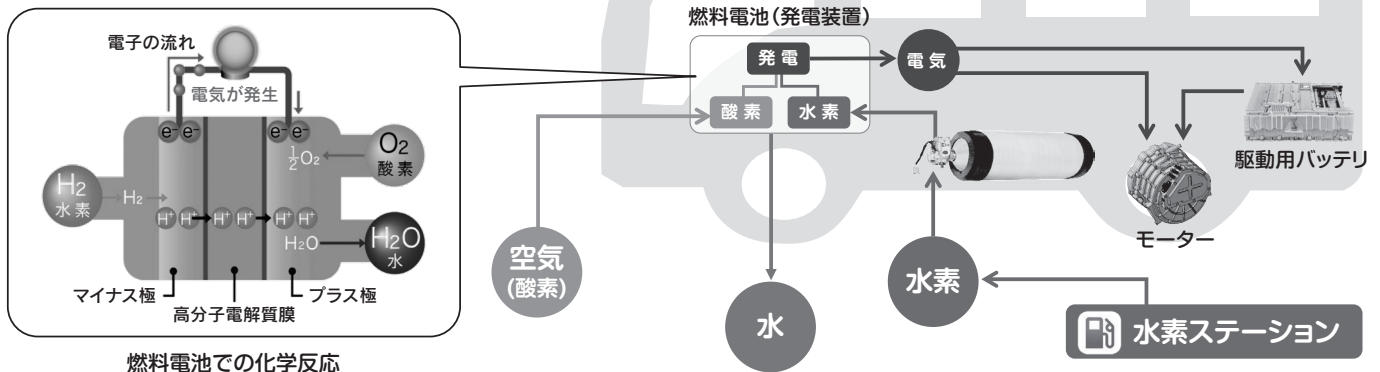 電子の流れ
電気が発生
e⁻ e⁻
e⁻ e⁻
½O₂
O₂
酸素
H₂
水素
H₂
H⁺ H⁺ H⁺ H⁺ H⁺ H⁺
H₂O
H₂O
水
マイナス極
高分子電解質膜
プラス極
燃料電池での化学反応
燃料電池（発電装置）
発電
酸素
水素
電気
駆動用バッテリ
モーター
空気
(酸素)
水
水素
水素ステーション